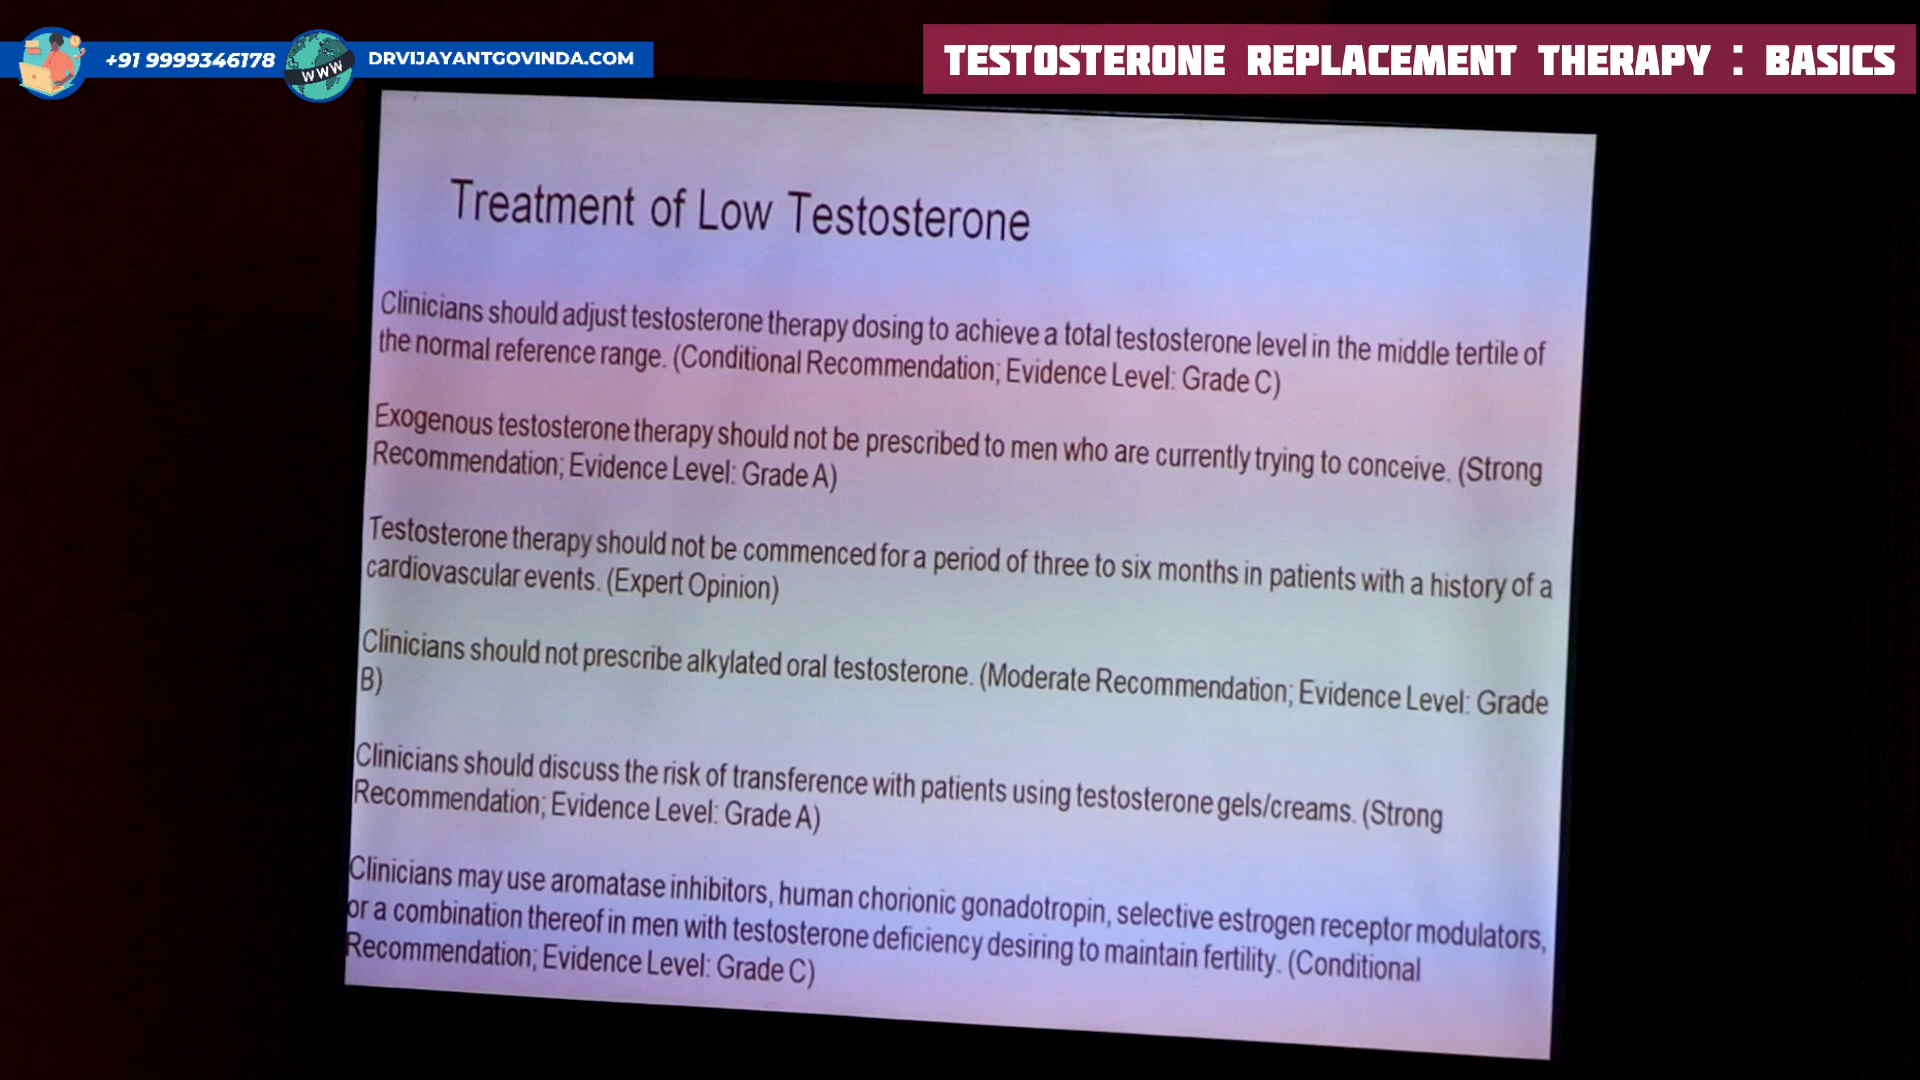 +91 9999346178
WWW
DRVIJAYANTGOVINDA.COM
TESTOSTERONE REPLACEMENT THERAPY : BASICS
Treatment of Low Testosterone
Clinicians should adjust testosterone therapy dosing to achieve a total testosterone level in the middle tertile of
the normal reference range. (Conditional Recommendation; Evidence Level: Grade C)
Exogenous testosterone therapy should not be prescribed to men who are currently trying to conceive. (Strong
Recommendation; Evidence Level: Grade A)
Testosterone therapy should not be commenced for a period of three to six months in patients with a history of a
cardiovascular events. (Expert Opinion)
Clinicians should not prescribe alkylated oral testosterone. (Moderate Recommendation; Evidence Level: Grade
B)
Clinicians should discuss the risk of transference with patients using testosterone gels/creams. (Strong
Recommendation; Evidence Level: Grade A)
Clinicians may use aromatase inhibitors, human chorionic gonadotropin, selective estrogen receptor modulators,
or a combination thereof in men with testosterone deficiency desiring to maintain fertility. (Conditional
Recommendation; Evidence Level: Grade C)